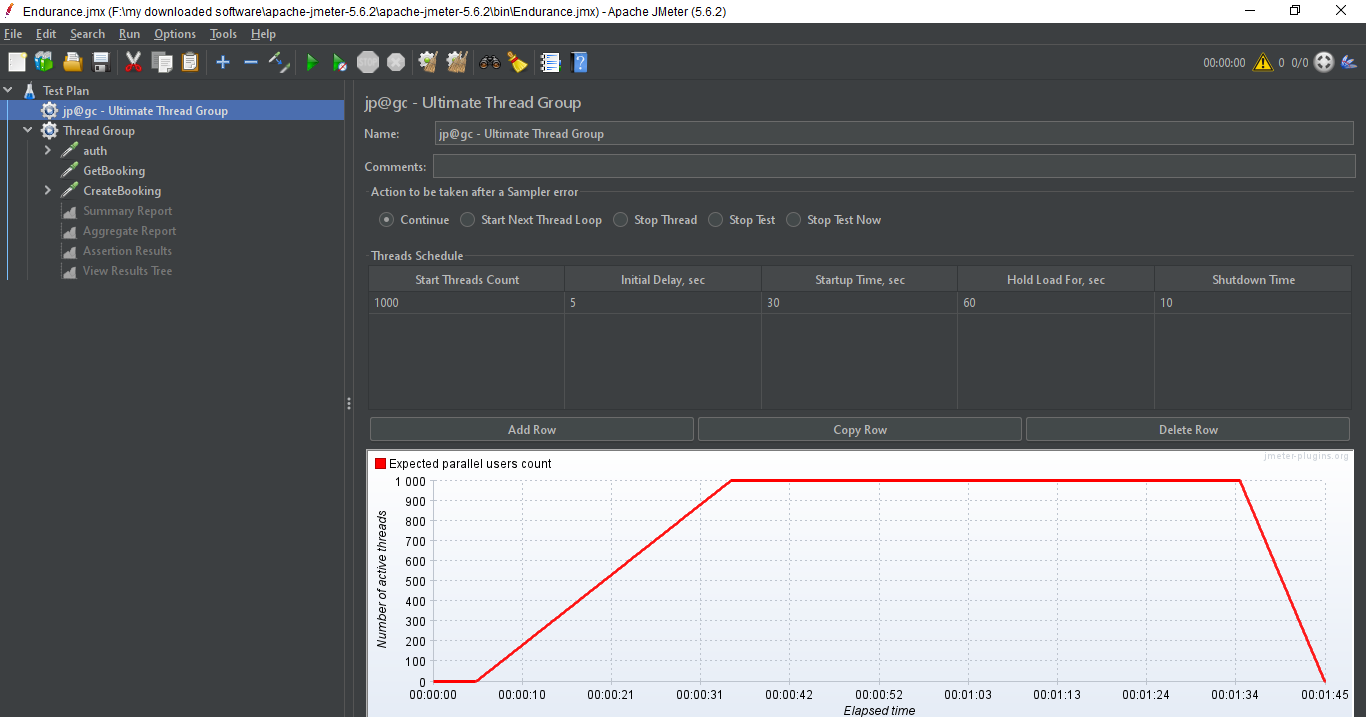 Endurance.jmx (F:\my downloaded software\apache-jmeter-5.6.2\apache-jmeter-5.6.2\bin\Endurance.jmx) - Apache JMeter (5.6.2)
File Edit Search Run Options Tools Help
STOP 00:00:00 0 0/0
Test Plan
jp@gc - Ultimate Thread Group
Thread Group
auth
GetBooking
CreateBooking
Summary Report
Aggregate Report
Assertion Results
View Results Tree
jp@gc - Ultimate Thread Group
Name: jp@gc - Ultimate Thread Group
Comments:
Action to be taken after a Sampler error
Continue Start Next Thread Loop Stop Thread Stop Test Stop Test Now
Threads Schedule
Start Threads Count Initial Delay, sec Startup Time, sec Hold Load For, sec Shutdown Time
1000 5 30 60 10
Add Row Copy Row Delete Row
Expected parallel users count
jmeter-plugins.org
1 000
900
800
700
600
500
400
300
200
100
0
Number of active threads
00:00:00 00:00:10 00:00:21 00:00:31 00:00:42 00:00:52 00:01:03 00:01:13 00:01:24 00:01:34 00:01:45
Elapsed time